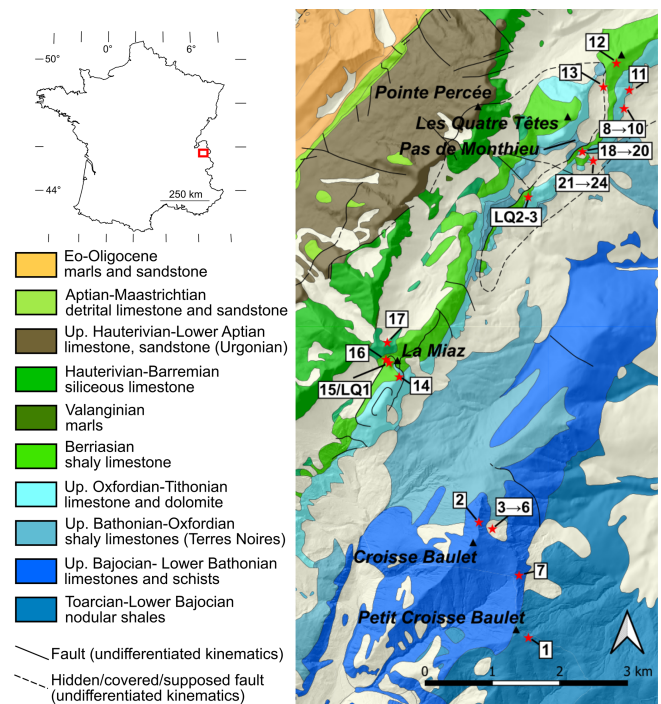 0°
6°
50°
44°
250 km
Eo-Oligocene
marls and sandstone
Aptian-Maastrichtian
detrital limestone and sandstone
Up. Hauterivian-Lower Aptian
limestone, sandstone (Urgonian)
Hauterivian-Barremian
siliceous limestone
Valanginian
marls
Berriasian
shaly limestone
Up. Oxfordian-Tithonian
limestone and dolomite
Up. Bathonian-Oxfordian
shaly limestones (Terres Noires)
Up. Bajocian- Lower Bathonian
limestones and schists
Toarcian-Lower Bajocian
nodular shales
Fault (undifferentiated kinematics)
Hidden/covered/supposed fault
(undifferentiated kinematics)
12
13
11
Pointe Percée
Les Quatre Têtes
8→10
Pas de Monthieu
18→20
21→24
LQ2-3
17
16
La Miaz
15/LQ1
14
2
3→6
Croisse Baulet
7
Petit Croisse Baulet
1
0 1 2 3 km